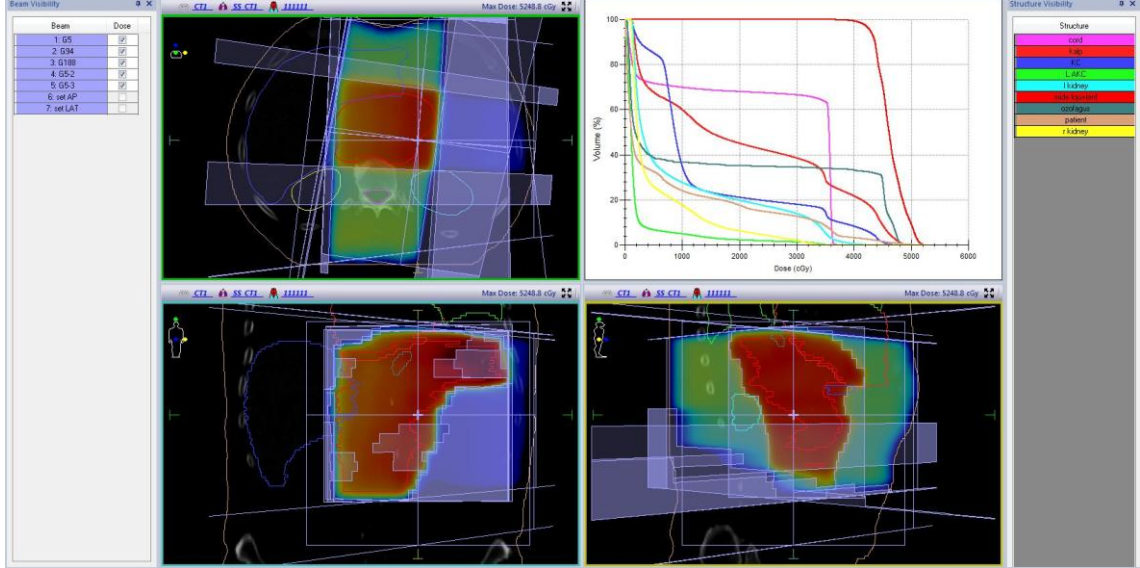 Beam Visibility
Beam Dose
1: G5
2: G94
3: G188
4: G5-2
5: G5-3
6: set AP
7: set LAT
CT1 SS CT1 111111 Max Dose: 5248.8 cGy
100
80
60
40
20
0
Volume (%)
0 1000 2000 3000 4000 5000 6000
Dose (cGy)
CT1 SS CT1 111111 Max Dose: 5248.8 cGy
CT1 SS CT1 111111 Max Dose: 5248.8 cGy
Structure Visibility
Structure
cord
kalp
KC
L AKC
l kidney
ozofagus
patient
r kidney